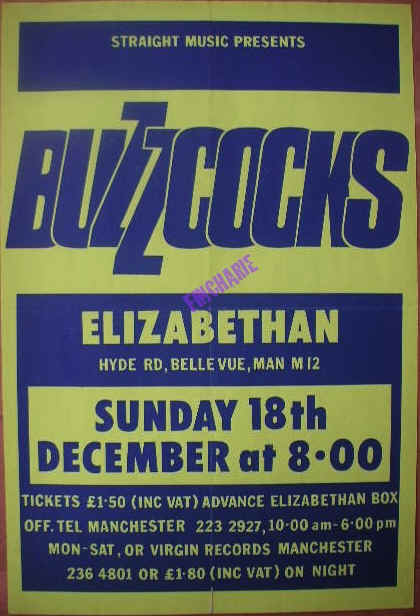 STRAIGHT MUSIC PRESENTS
BUZZCOCKS
EINCHARIE
ELIZABETHAN
HYDE RD, BELLE VUE, MAN M12
SUNDAY 18th
DECEMBER at 8·00
TICKETS £1·50 (INC VAT) ADVANCE ELIZABETHAN BOX
OFF. TEL MANCHESTER 223 2927, 10·00 am-6·00 pm
MON-SAT, OR VIRGIN RECORDS MANCHESTER
236 4801 OR £1·80 (INC VAT) ON NIGHT